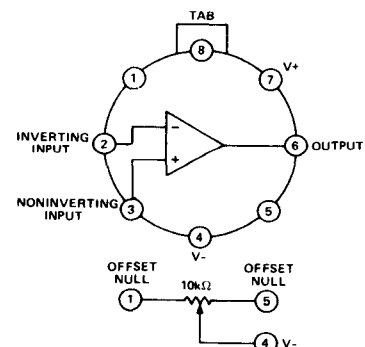 TAB
8
1
7
V+
INVERTING
INPUT
2
−
6
OUTPUT
+
NONINVERTING
INPUT
3
5
4
V-
OFFSET
NULL
OFFSET
NULL
10kΩ
1
5
4
V-